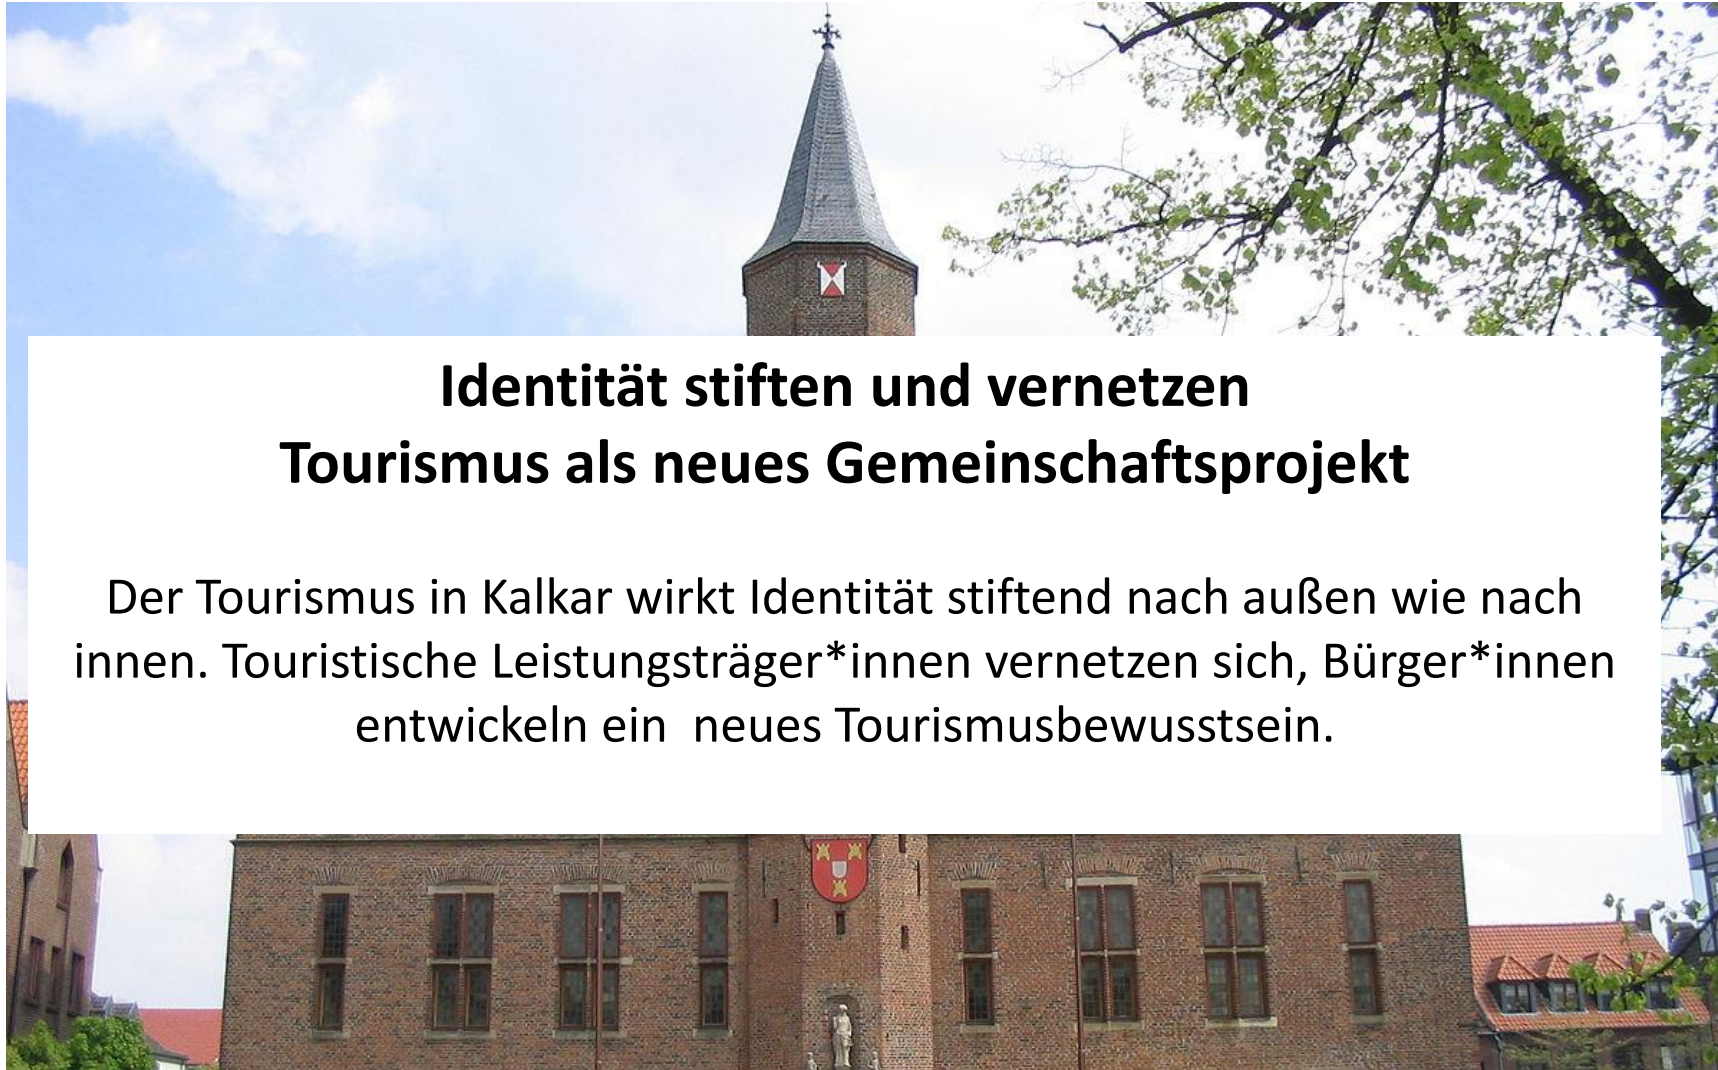 Identität stiften und vernetzen
Tourismus als neues Gemeinschaftsprojekt
Der Tourismus in Kalkar wirkt Identität stiftend nach außen wie nach
innen. Touristische Leistungsträger*innen vernetzen sich, Bürger*innen
entwickeln ein  neues Tourismusbewusstsein.